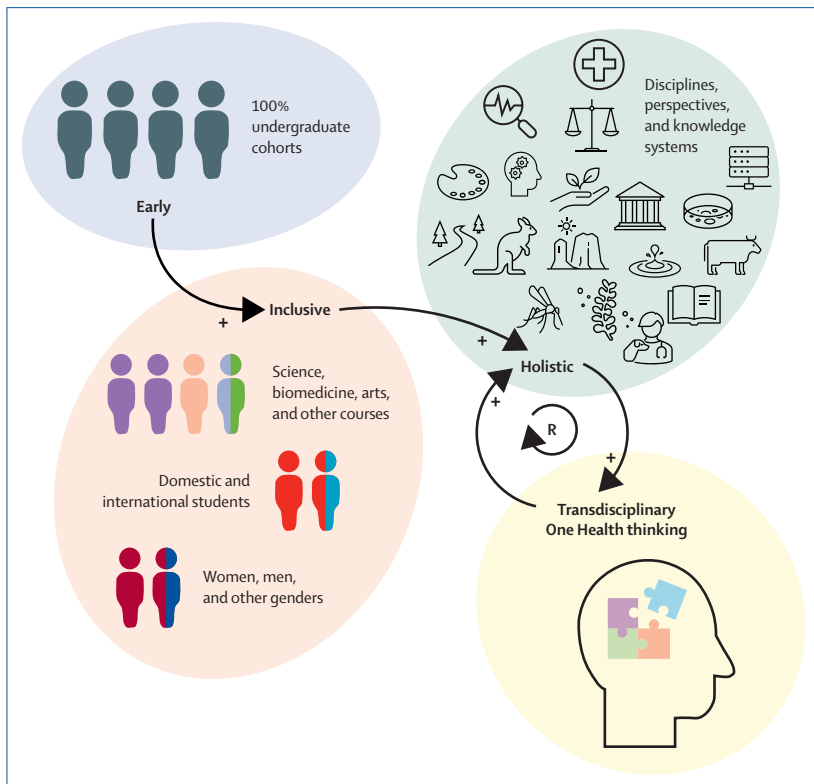 100%
undergraduate
cohorts
Early
Disciplines,
perspectives,
and knowledge
systems
+
Inclusive
+
Holistic
+
R
+
Science,
biomedicine, arts,
and other courses
Domestic and
international students
Women, men,
and other genders
Transdisciplinary
One Health thinking